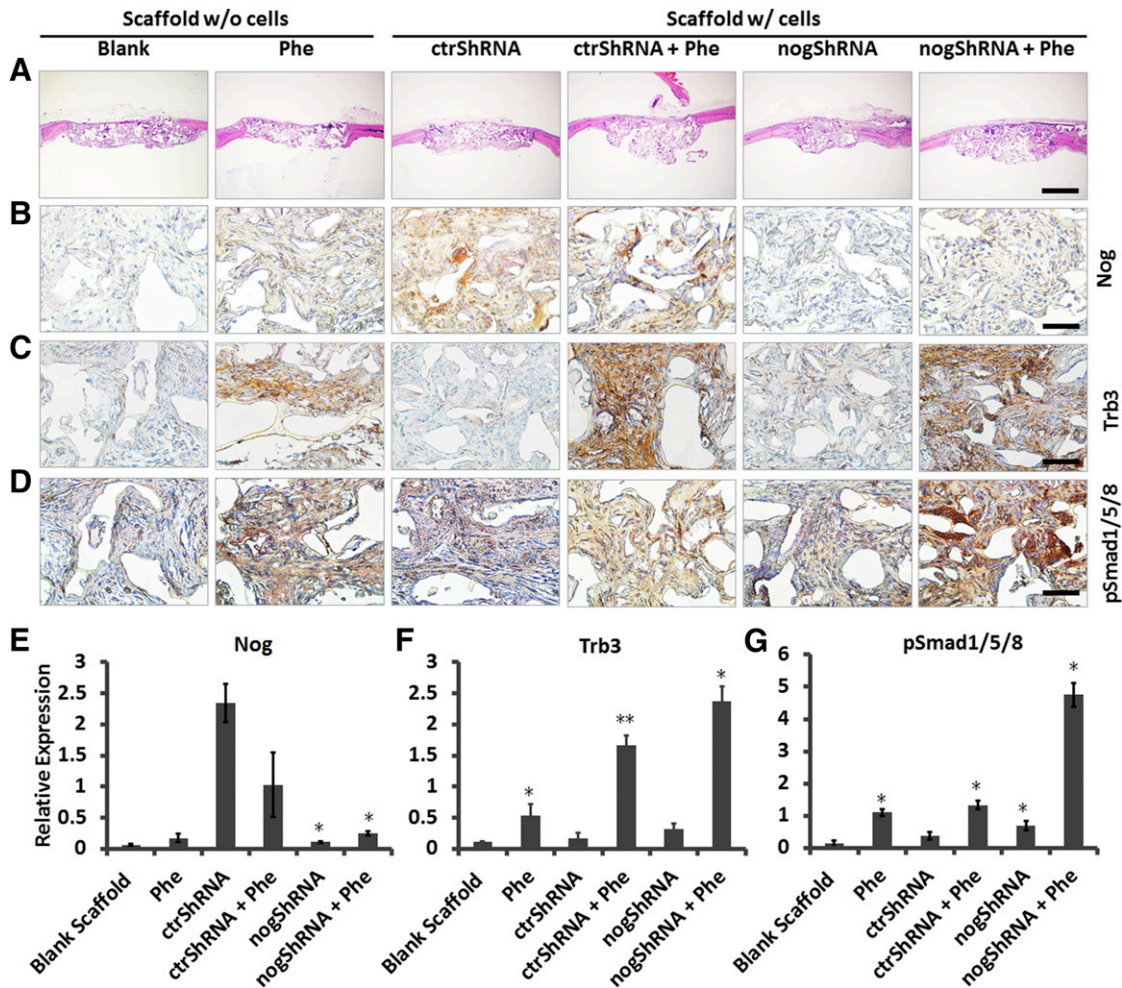 Scaffold w/o cells
Scaffold w/ cells
Blank
Phe
ctrShRNA
ctrShRNA + Phe
nogShRNA
nogShRNA + Phe
A
B
Nog
C
Trb3
D
pSmad1/5/8
E
Nog
Relative Expression
3
2.5
2
1.5
1
0.5
0
*
*
Blank Scaffold
Phe
ctrShRNA
ctrShRNA + Phe
nogShRNA
nogShRNA + Phe
F
Trb3
3
2.5
2
1.5
1
0.5
0
*
**
*
Blank Scaffold
Phe
ctrShRNA
ctrShRNA + Phe
nogShRNA
nogShRNA + Phe
G
pSmad1/5/8
6
5
4
3
2
1
0
*
*
*
*
Blank Scaffold
Phe
ctrShRNA
ctrShRNA + Phe
nogShRNA
nogShRNA + Phe